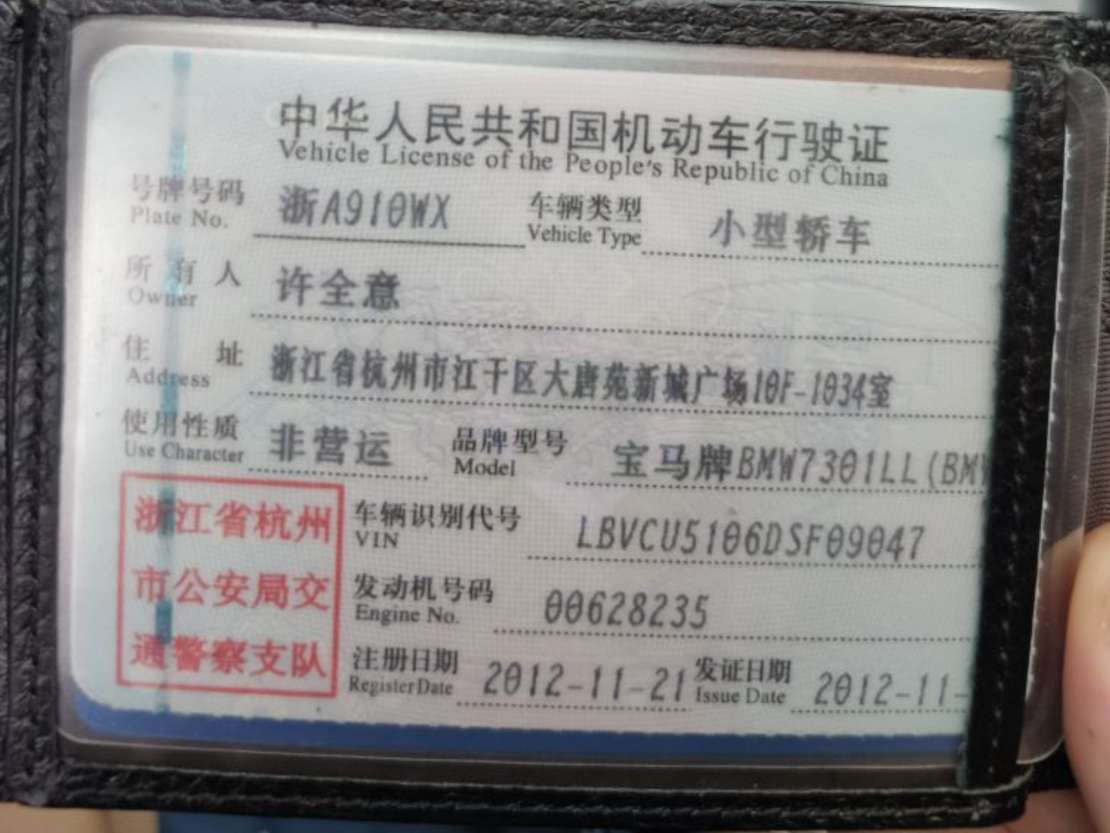 中华人民共和国机动车行驶证
Vehicle License of the People's Republic of China
号牌号码 浙A910WX 车辆类型 小型轿车
Plate No. Vehicle Type
所有人 许全意
Owner
住址 浙江省杭州市江干区大唐苑新城广场10F-1034室
Address
使用性质 非营运 品牌型号 宝马牌BMW7301LL(BM
Use Character Model
浙江省杭州
市公安局交
通警察支队
车辆识别代号 LBVCU5106DSF09047
VIN
发动机号码 00628235
Engine No.
注册日期 2012-11-21 发证日期 2012-11-
Register Date Issue Date